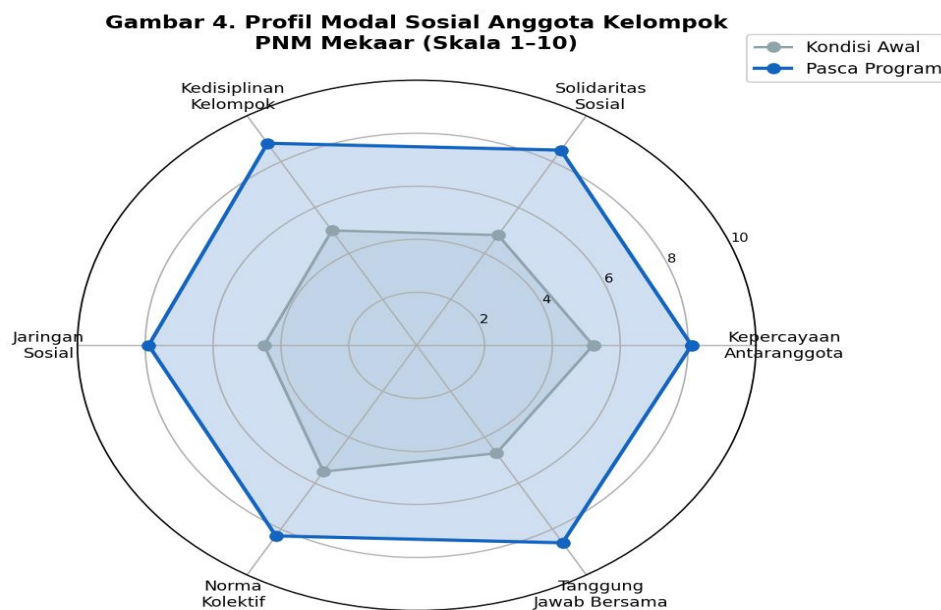 Gambar 4. Profil Modal Sosial Anggota Kelompok
PNM Mekaar (Skala 1–10)
Kondisi Awal
Pasca Program
Kedisiplinan
Kelompok
Solidaritas
Sosial
10
8
6
4
2
Jaringan
Sosial
Kepercayaan
Antaranggota
Norma
Kolektif
Tanggung
Jawab Bersama